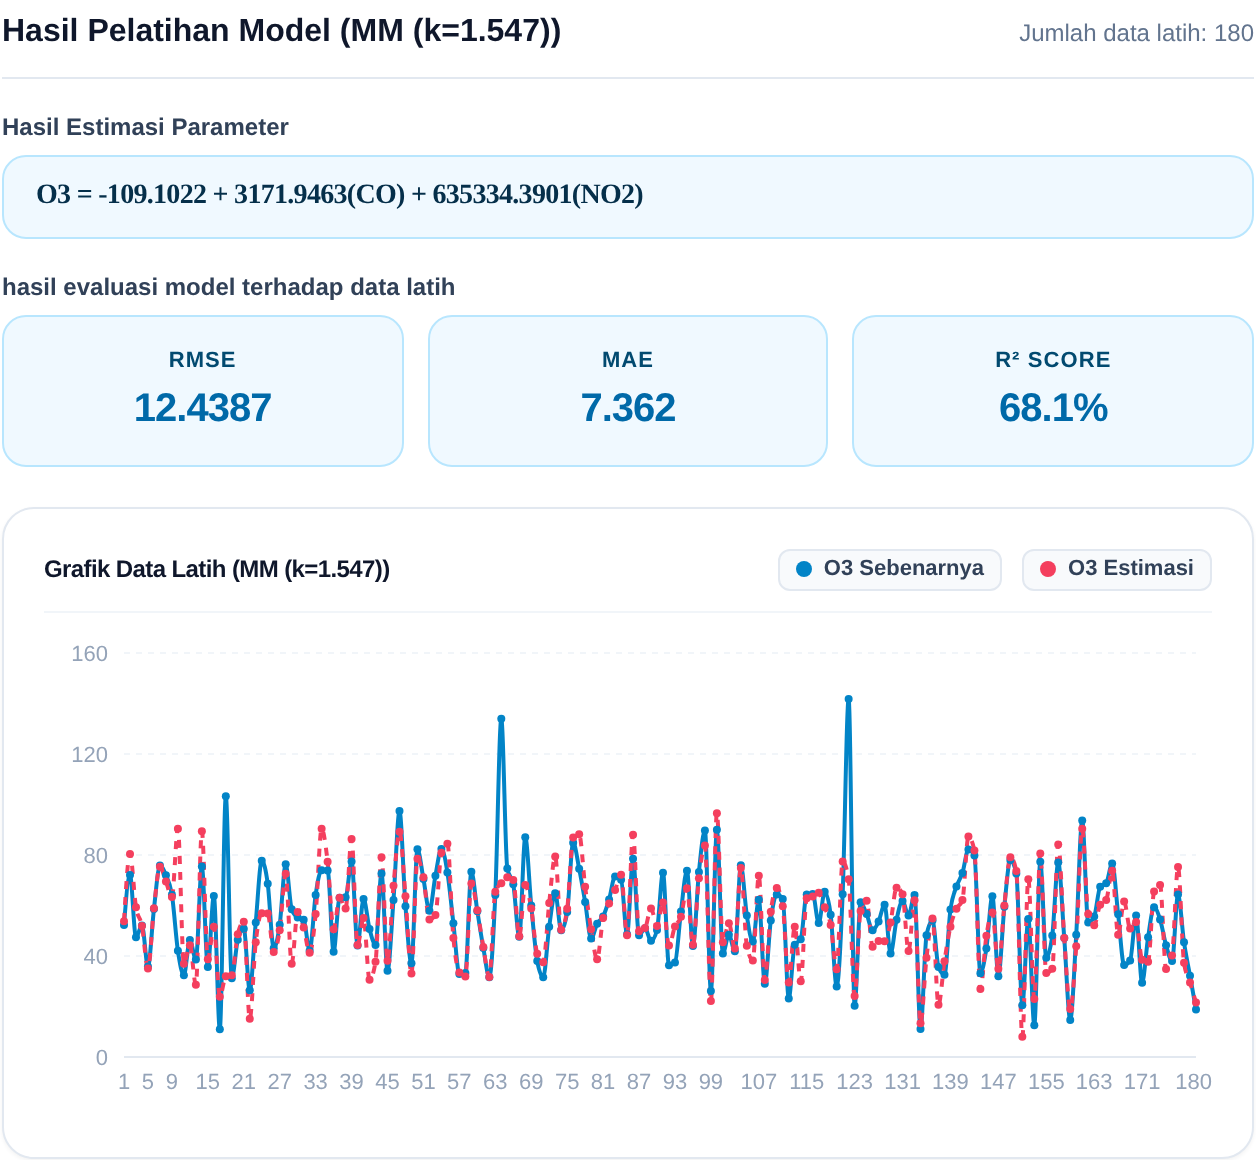 Hasil Pelatihan Model (MM (k=1.547))
Jumlah data latih: 180
Hasil Estimasi Parameter
O3 = -109.1022 + 3171.9463(CO) + 635334.3901(NO2)
hasil evaluasi model terhadap data latih
RMSE
12.4387
MAE
7.362
R² SCORE
68.1%
Grafik Data Latih (MM (k=1.547))
O3 Sebenarnya
O3 Estimasi
160
120
80
40
0
1 5 9 15 21 27 33 39 45 51 57 63 69 75 81 87 93 99 107 115 123 131 139 147 155 163 171 180